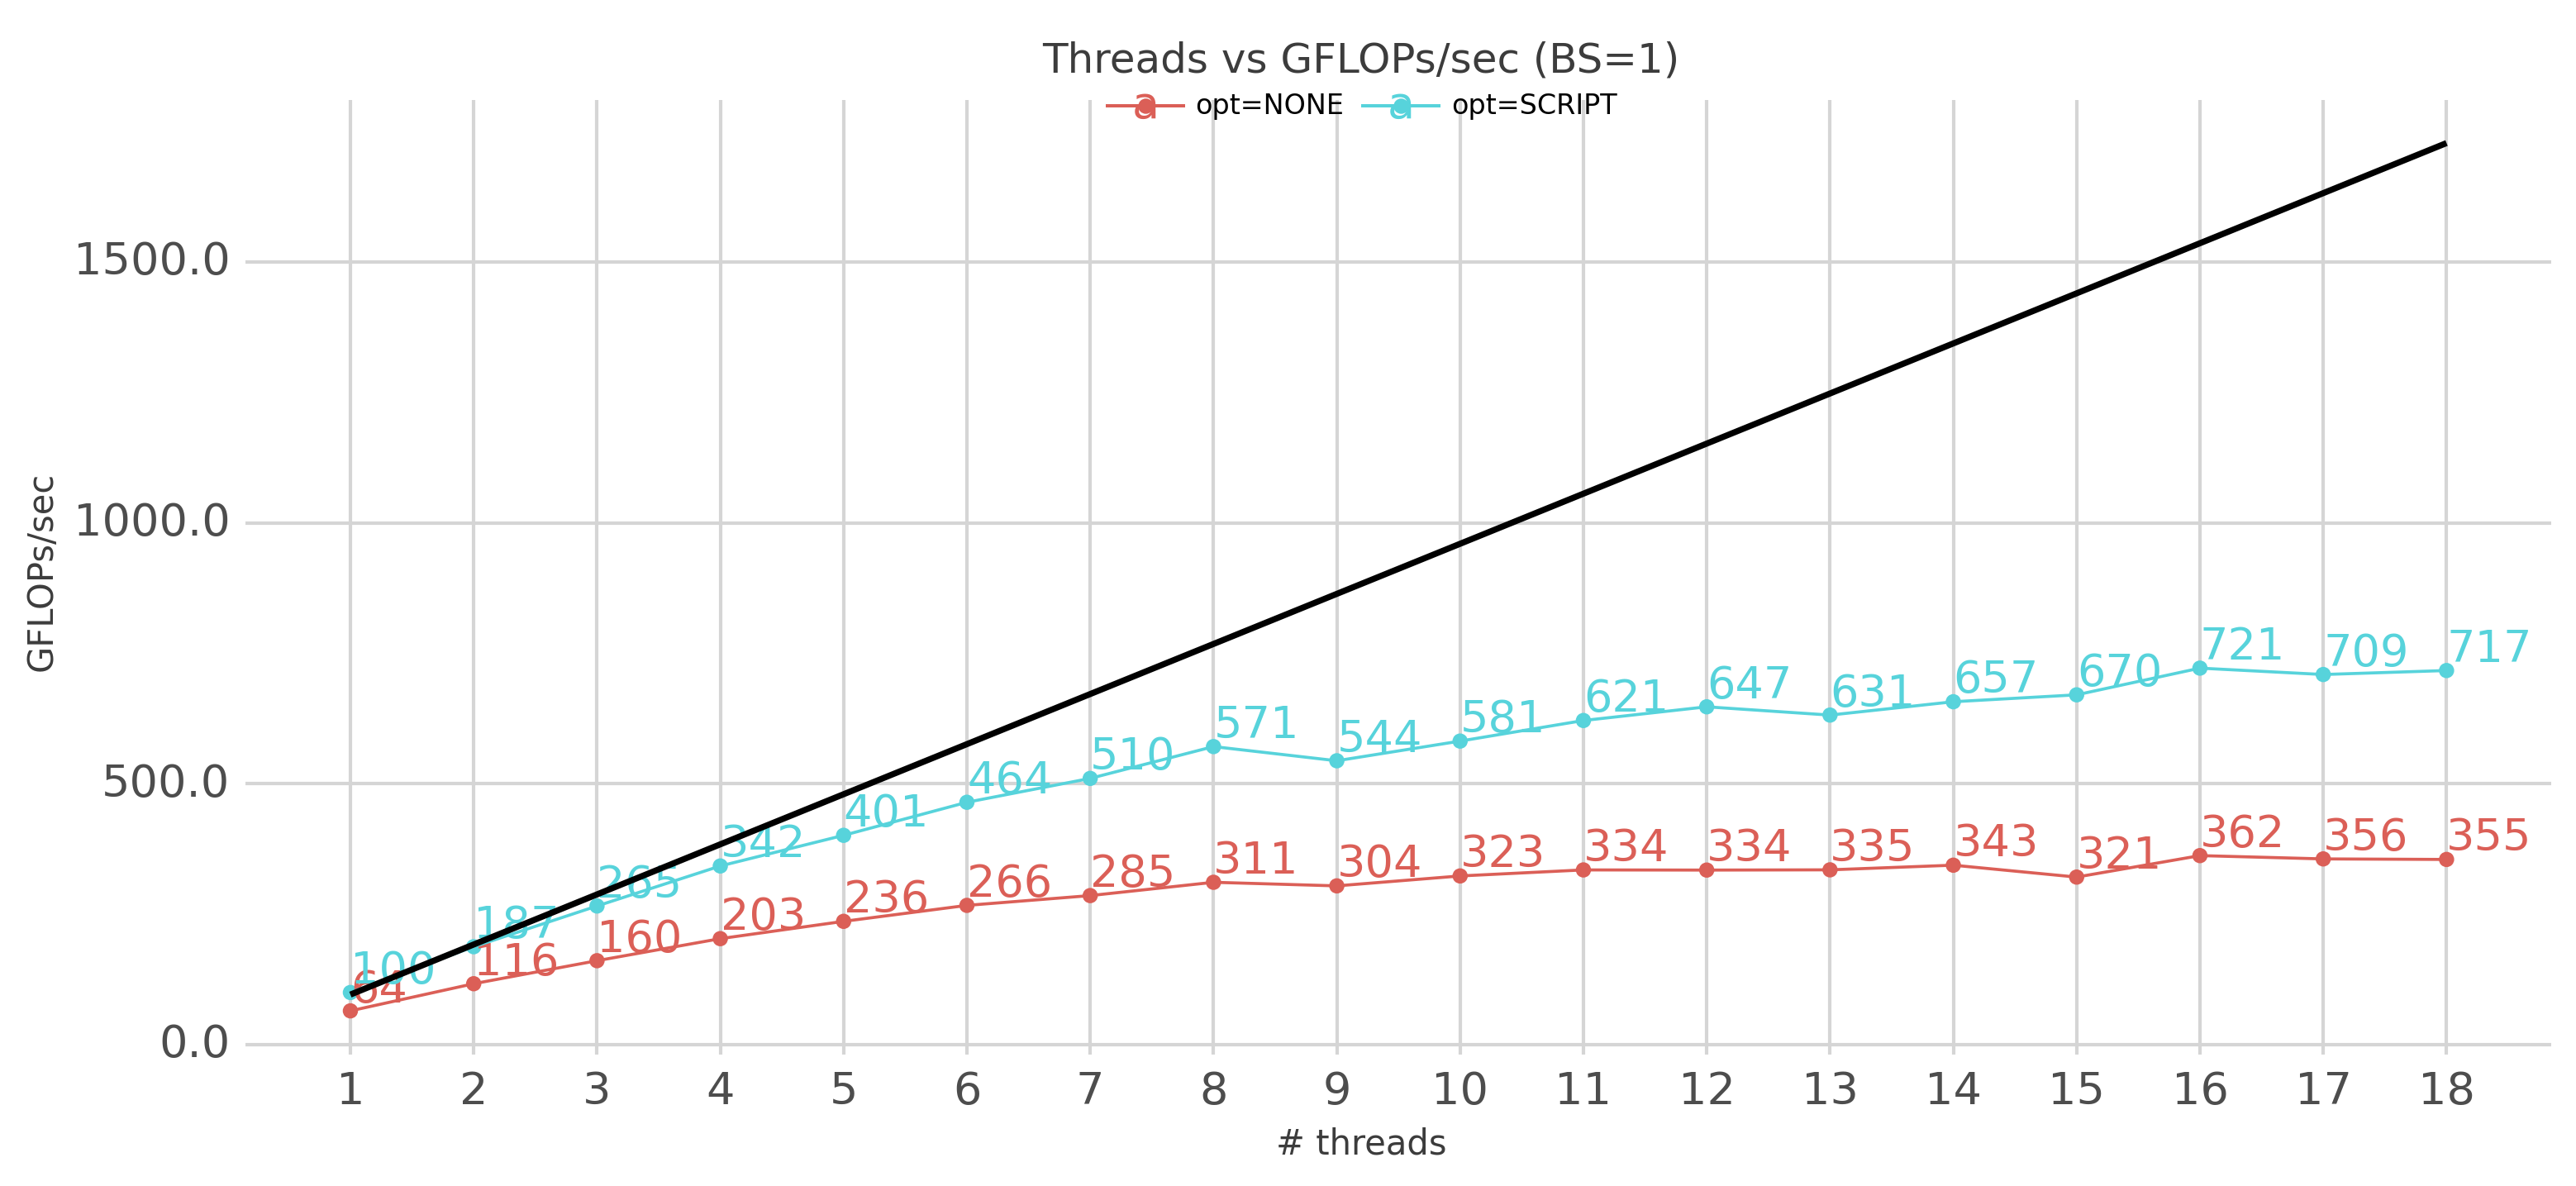 Threads vs GFLOPs/sec (BS=1)
a opt=NONE a opt=SCRIPT
GFLOPs/sec
1500.0
1000.0
500.0
0.0
100 187 265 342 401 464 510 571 544 581 621 647 631 657 670 721 709 717
64 116 160 203 236 266 285 311 304 323 334 334 335 343 321 362 356 355
1 2 3 4 5 6 7 8 9 10 11 12 13 14 15 16 17 18
# threads